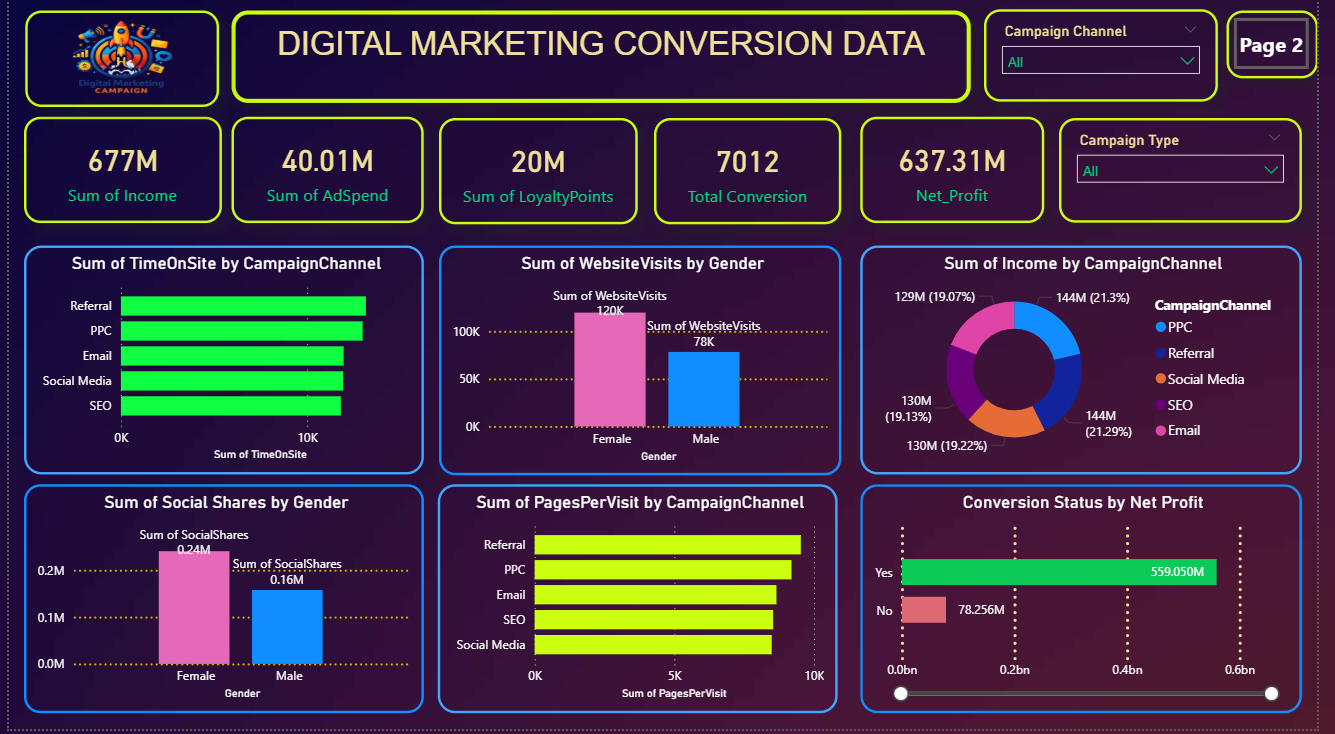 Digital Marketing
CAMPAIGN
DIGITAL MARKETING CONVERSION DATA
Campaign Channel
All
Page 2
677M
Sum of Income
40.01M
Sum of AdSpend
20M
Sum of LoyaltyPoints
7012
Total Conversion
637.31M
Net_Profit
Campaign Type
All
Sum of TimeOnSite by CampaignChannel
Referral
PPC
Email
Social Media
SEO
0K 10K
Sum of TimeOnSite
Sum of WebsiteVisits by Gender
Sum of WebsiteVisits
120K
Sum of WebsiteVisits
78K
100K
50K
0K
Female Male
Gender
Sum of Income by CampaignChannel
129M (19.07%)
144M (21.3%)
130M
(19.13%)
144M
(21.29%)
130M (19.22%)
CampaignChannel
PPC
Referral
Social Media
SEO
Email
Sum of Social Shares by Gender
Sum of SocialShares
0.24M
Sum of SocialShares
0.16M
0.2M
0.1M
0.0M
Female Male
Gender
Sum of PagesPerVisit by CampaignChannel
Referral
PPC
Email
SEO
Social Media
0K 5K 10K
Sum of PagesPerVisit
Conversion Status by Net Profit
Yes 559.050M
No 78.256M
0.0bn 0.2bn 0.4bn 0.6bn